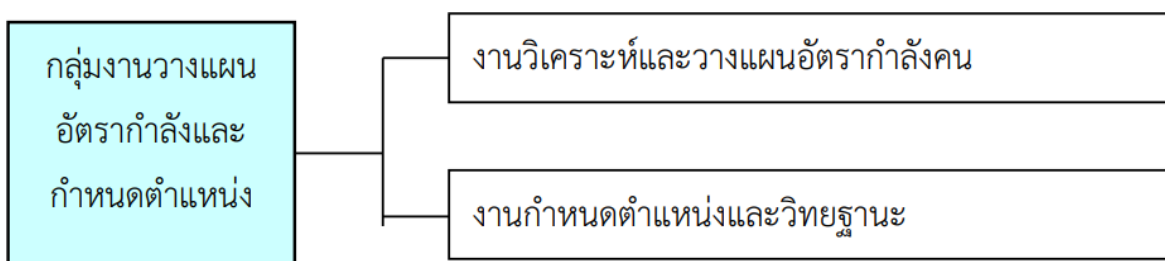 กลุ่มงานวางแผน
อัตรากำลังและ
กำหนดตำแหน่ง
งานวิเคราะห์และวางแผนอัตรากำลังคน
งานกำหนดตำแหน่งและวิทยฐานะ